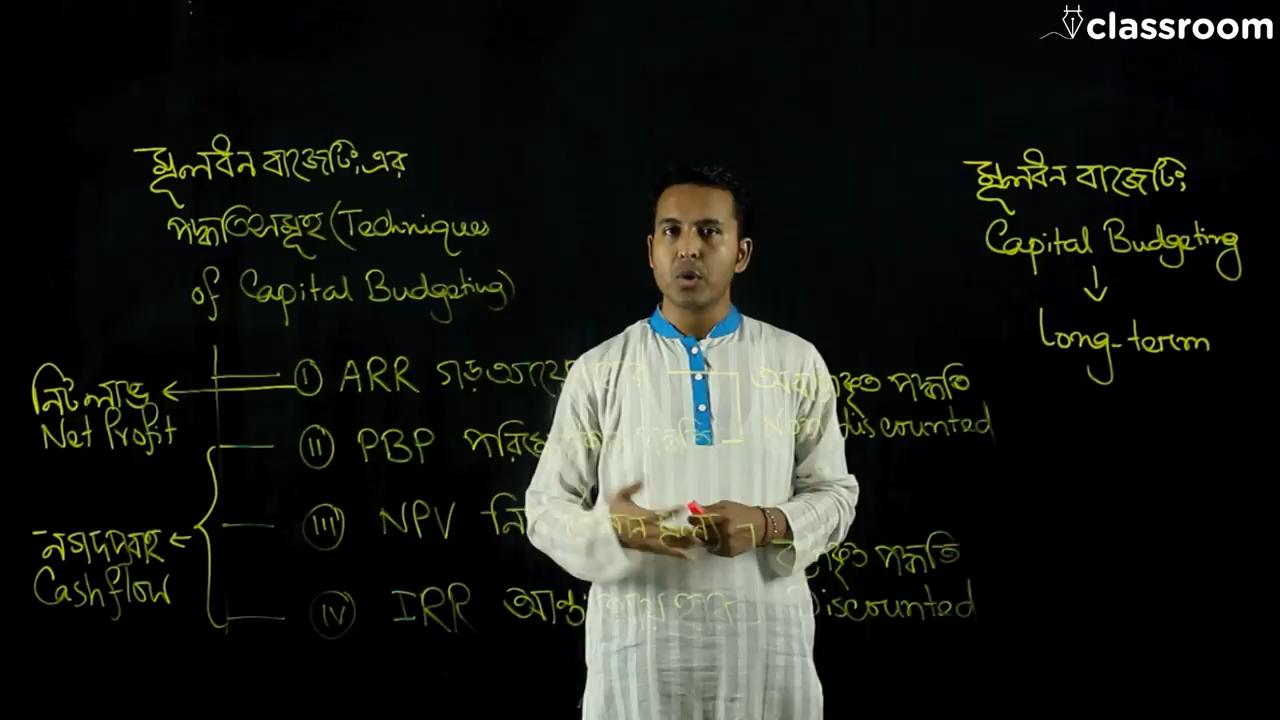 classroom
মূলধন বাজেটিং এর
পদ্ধতিসমূহ (Techniques
of Capital Budgeting)
নিট লাভ
Net Profit
নগদ প্রবাহ
Cashflow
i ARR গড় আয়ের হার
ii PBP পরিশোধকাল পদ্ধতি
iii NPV নিট মূল্য
iv IRR আয় হার
পদ্ধতি
Non discounted
পদ্ধতি
Discounted
মূলধন বাজেটিং
Capital Budgeting
↓
Long-term